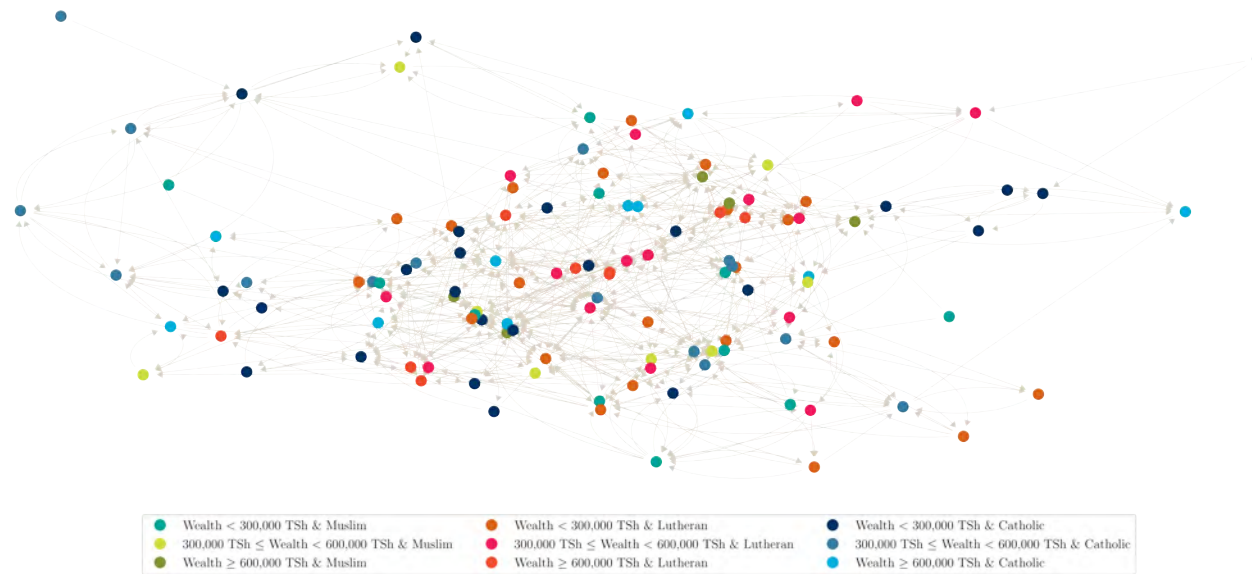 Wealth < 300,000 TSh & Muslim
Wealth < 300,000 TSh & Lutheran
Wealth < 300,000 TSh & Catholic
300,000 TSh ≤ Wealth < 600,000 TSh & Muslim
300,000 TSh ≤ Wealth < 600,000 TSh & Lutheran
300,000 TSh ≤ Wealth < 600,000 TSh & Catholic
Wealth ≥ 600,000 TSh & Muslim
Wealth ≥ 600,000 TSh & Lutheran
Wealth ≥ 600,000 TSh & Catholic